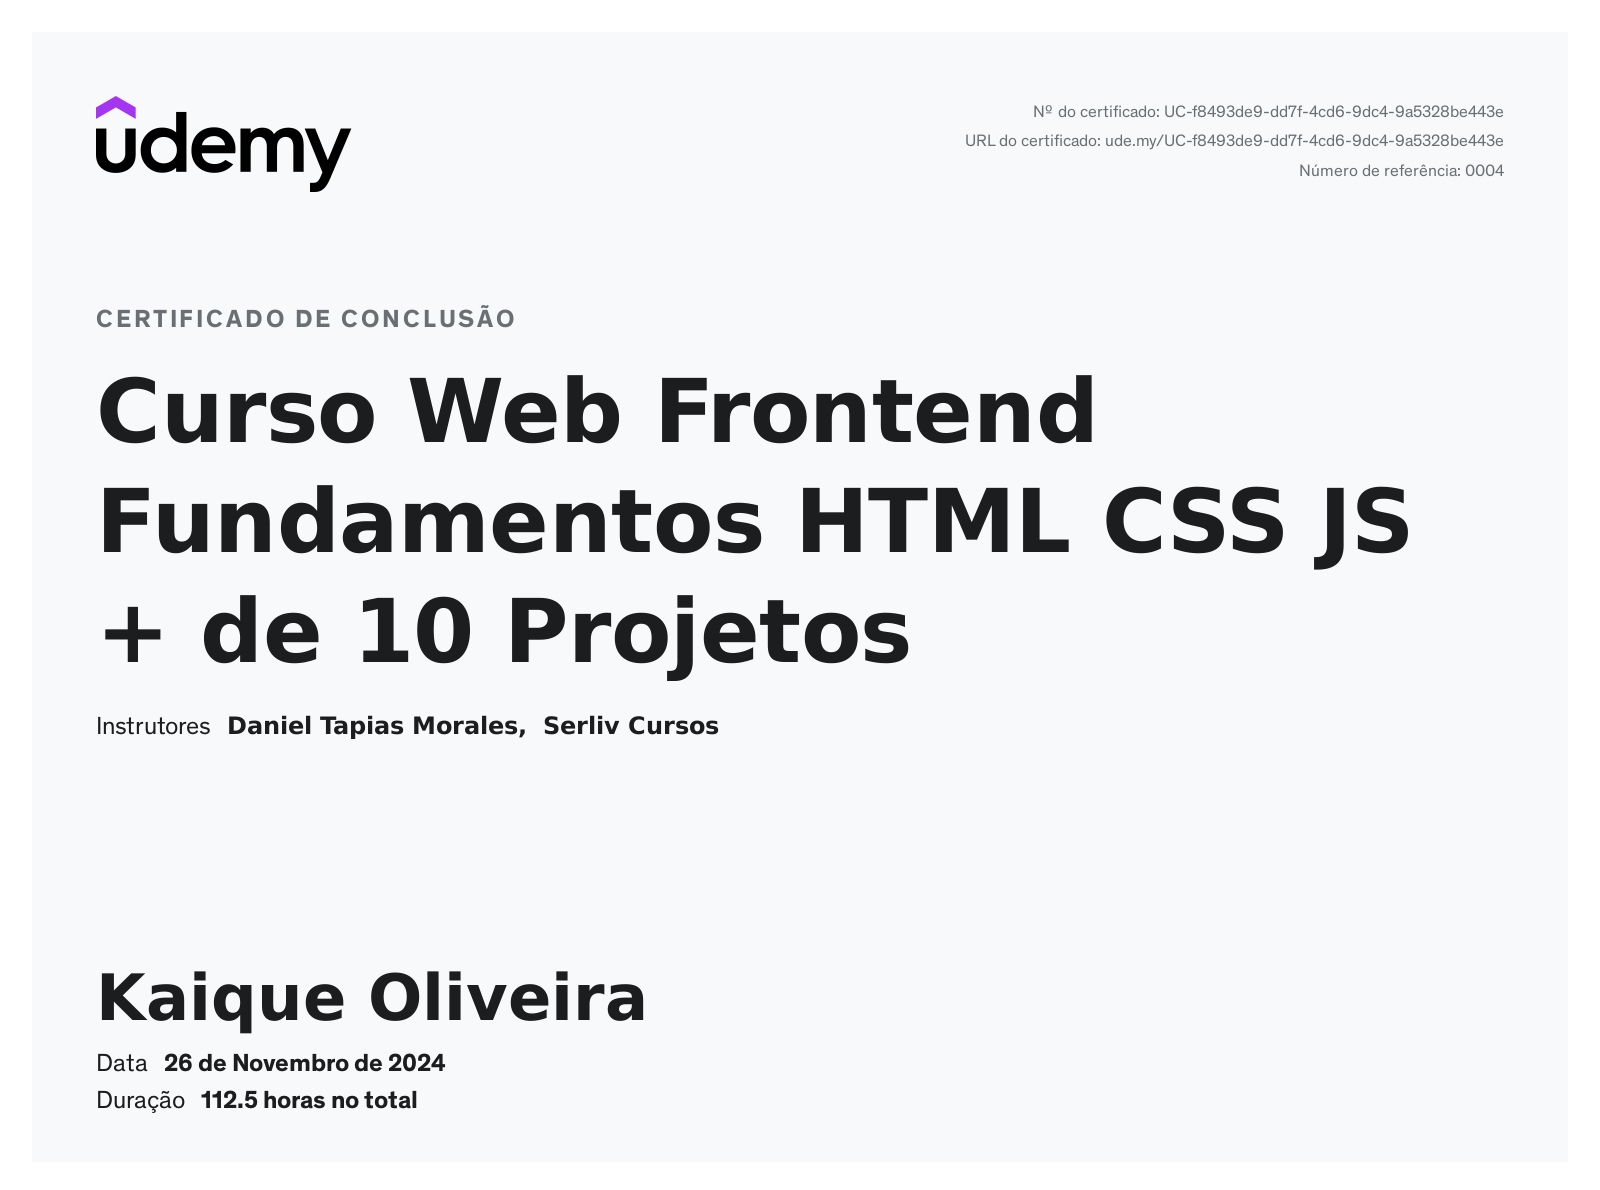 udemy
Nº do certificado: UC-f8493de9-dd7f-4cd6-9dc4-9a5328be443e
URL do certificado: ude.my/UC-f8493de9-dd7f-4cd6-9dc4-9a5328be443e
Número de referência: 0004
CERTIFICADO DE CONCLUSÃO
Curso Web Frontend
Fundamentos HTML CSS JS
+ de 10 Projetos
Instrutores Daniel Tapias Morales, Serliv Cursos
Kaique Oliveira
Data 26 de Novembro de 2024
Duração 112.5 horas no total